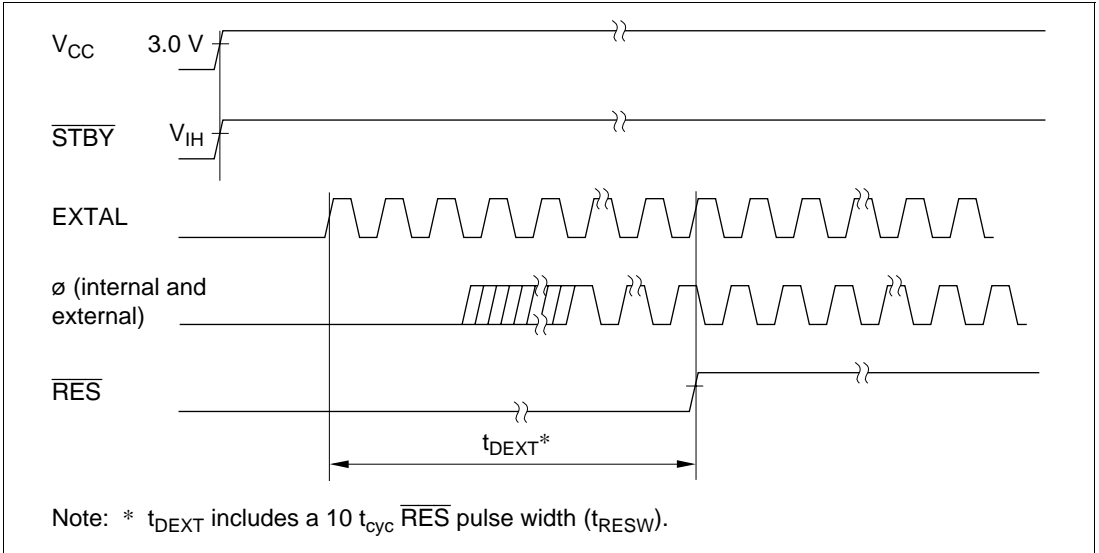 VCC 3.0 V
STBY VIH
EXTAL
ø (internal and
external)
RES
tDEXT*
Note: * tDEXT includes a 10 tcyc RES pulse width (tRESW).